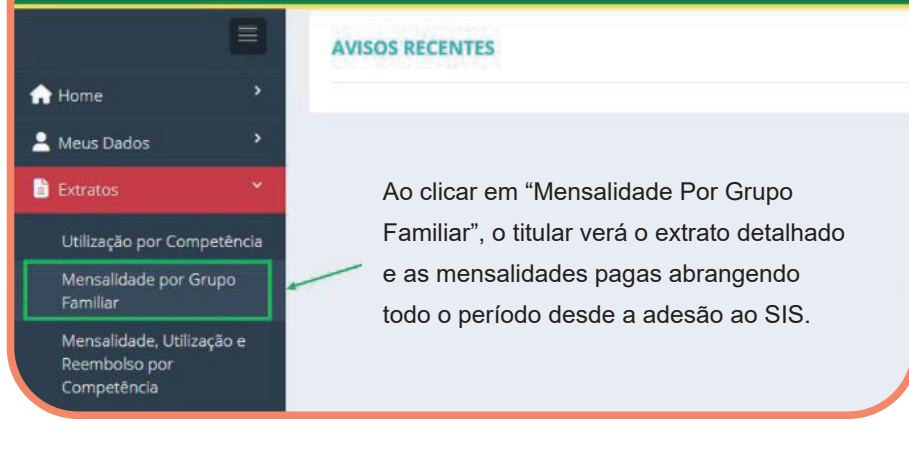 AVISOS RECENTES
Home
Meus Dados
Extratos
Utilização por Competência
Mensalidade por Grupo
Familiar
Mensalidade, Utilização e
Reembolso por
Competência
Ao clicar em “Mensalidade Por Grupo
Familiar”, o titular verá o extrato detalhado
e as mensalidades pagas abrangendo
todo o período desde a adesão ao SIS.